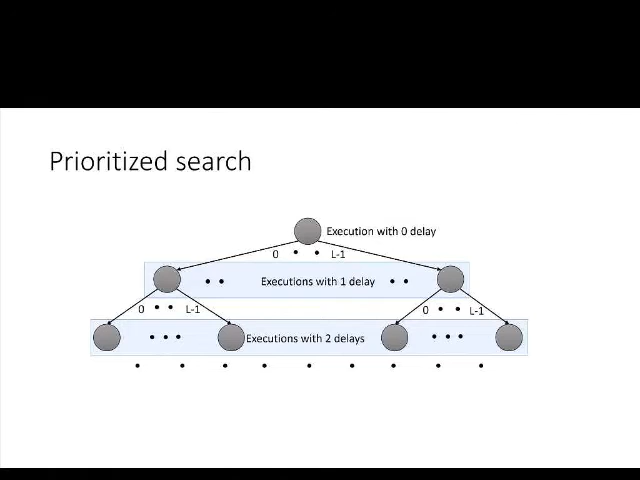 Prioritized search
Execution with 0 delay
0 • • L-1
• • Executions with 1 delay • •
0 • • L-1 0 • • L-1
• • • Executions with 2 delays • • •
• • • • • • • • •